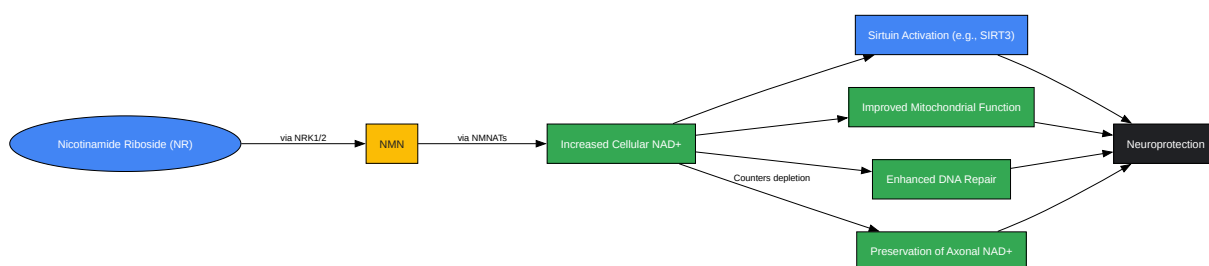 Sirtuin Activation (e.g., SIRT3)
Improved Mitochondrial Function
Nicotinamide Riboside (NR)
via NRK1/2
NMN
via NMNATs
Increased Cellular NAD+
Neuroprotection
Enhanced DNA Repair
Counters depletion
Preservation of Axonal NAD+